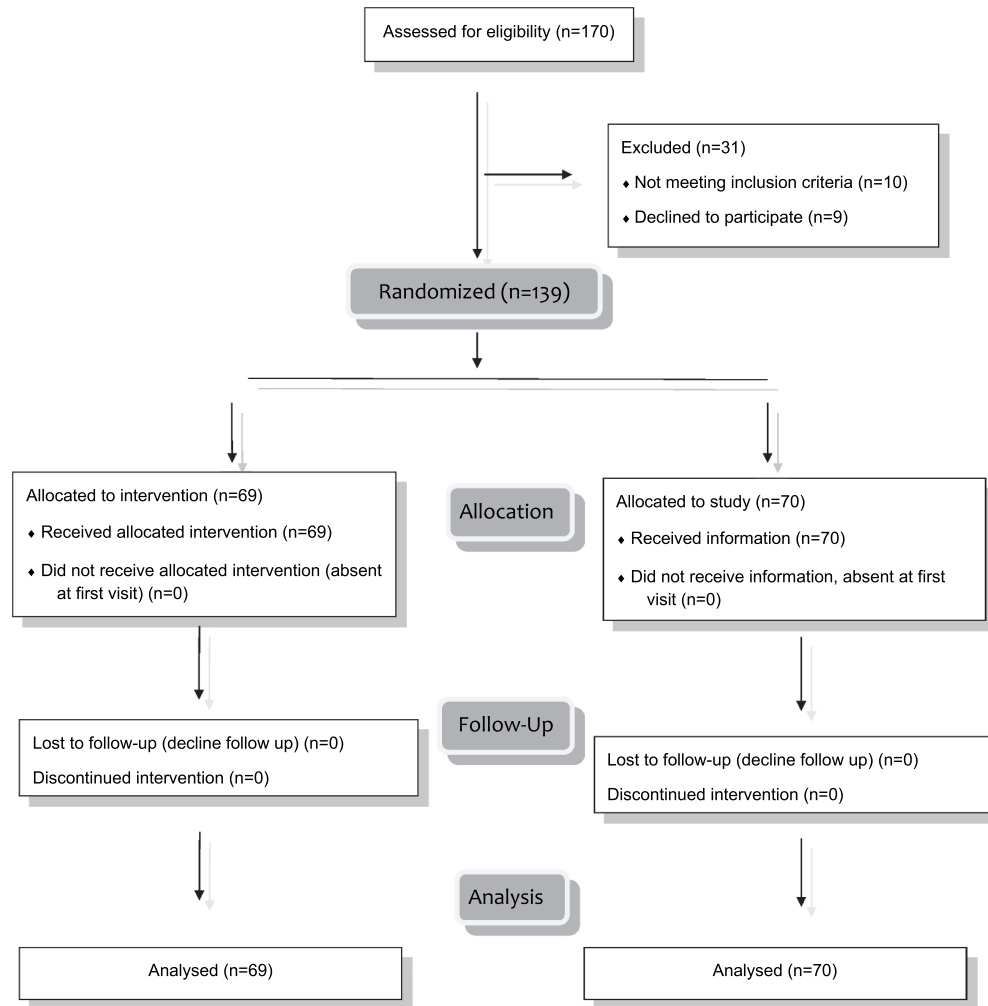 Assessed for eligibility (n=170)
Excluded (n=31)
⬧ Not meeting inclusion criteria (n=10)
⬧ Declined to participate (n=9)
Randomized (n=139)
Allocated to intervention (n=69)
⬧ Received allocated intervention (n=69)
⬧ Did not receive allocated intervention (absent
at first visit) (n=0)
Allocation
Allocated to study (n=70)
⬧ Received information (n=70)
⬧ Did not receive information, absent at first
visit (n=0)
Follow-Up
Lost to follow-up (decline follow up) (n=0)
Discontinued intervention (n=0)
Lost to follow-up (decline follow up) (n=0)
Discontinued intervention (n=0)
Analysis
Analysed (n=69)
Analysed (n=70)